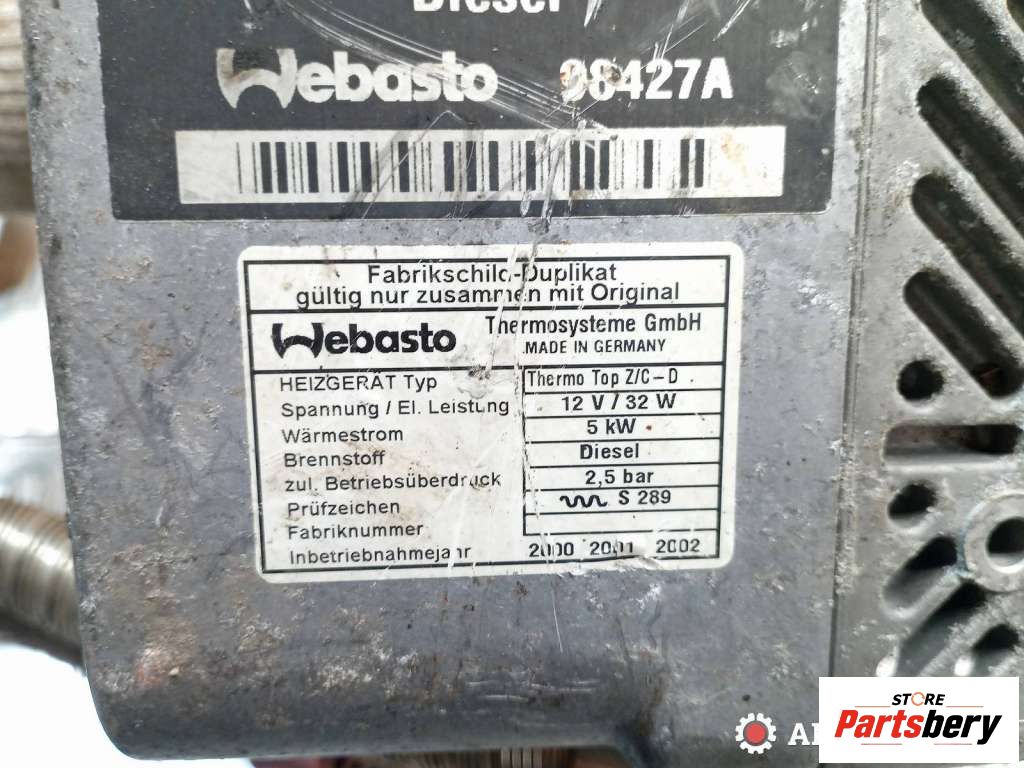 Diesel
Webasto 98427A
Fabrikschild-Duplikat
gültig nur zusammen mit Original
Webasto Thermosysteme GmbH
MADE IN GERMANY
HEIZGERÄT Typ Thermo Top Z/C - D
Spannung / El. Leistung 12 V / 32 W
Wärmestrom 5 kW
Brennstoff Diesel
zul. Betriebsüberdruck 2,5 bar
Prüfzeichen S 289
Fabriknummer
Inbetriebnahmejahr 2000 2001 2002
STORE
Partsbery